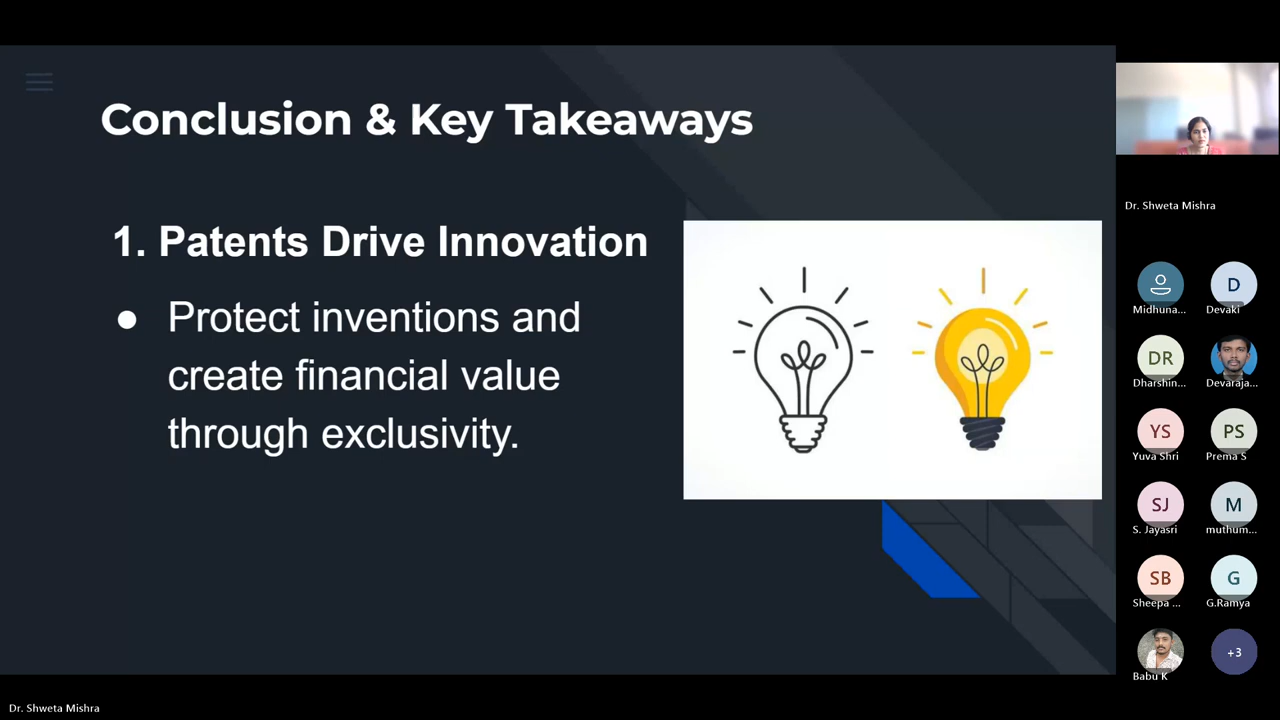 Conclusion & Key Takeaways
1. Patents Drive Innovation
● Protect inventions and
create financial value
through exclusivity.
Dr. Shweta Mishra
Midhuna...
Devaki
D
DR
Dharshin...
Devaraja...
YS
Yuva Shri
PS
Prema S
SJ
S. Jayasri
M
muthum...
SB
Sheepa ...
G
G.Ramya
Babu K
+3
Dr. Shweta Mishra